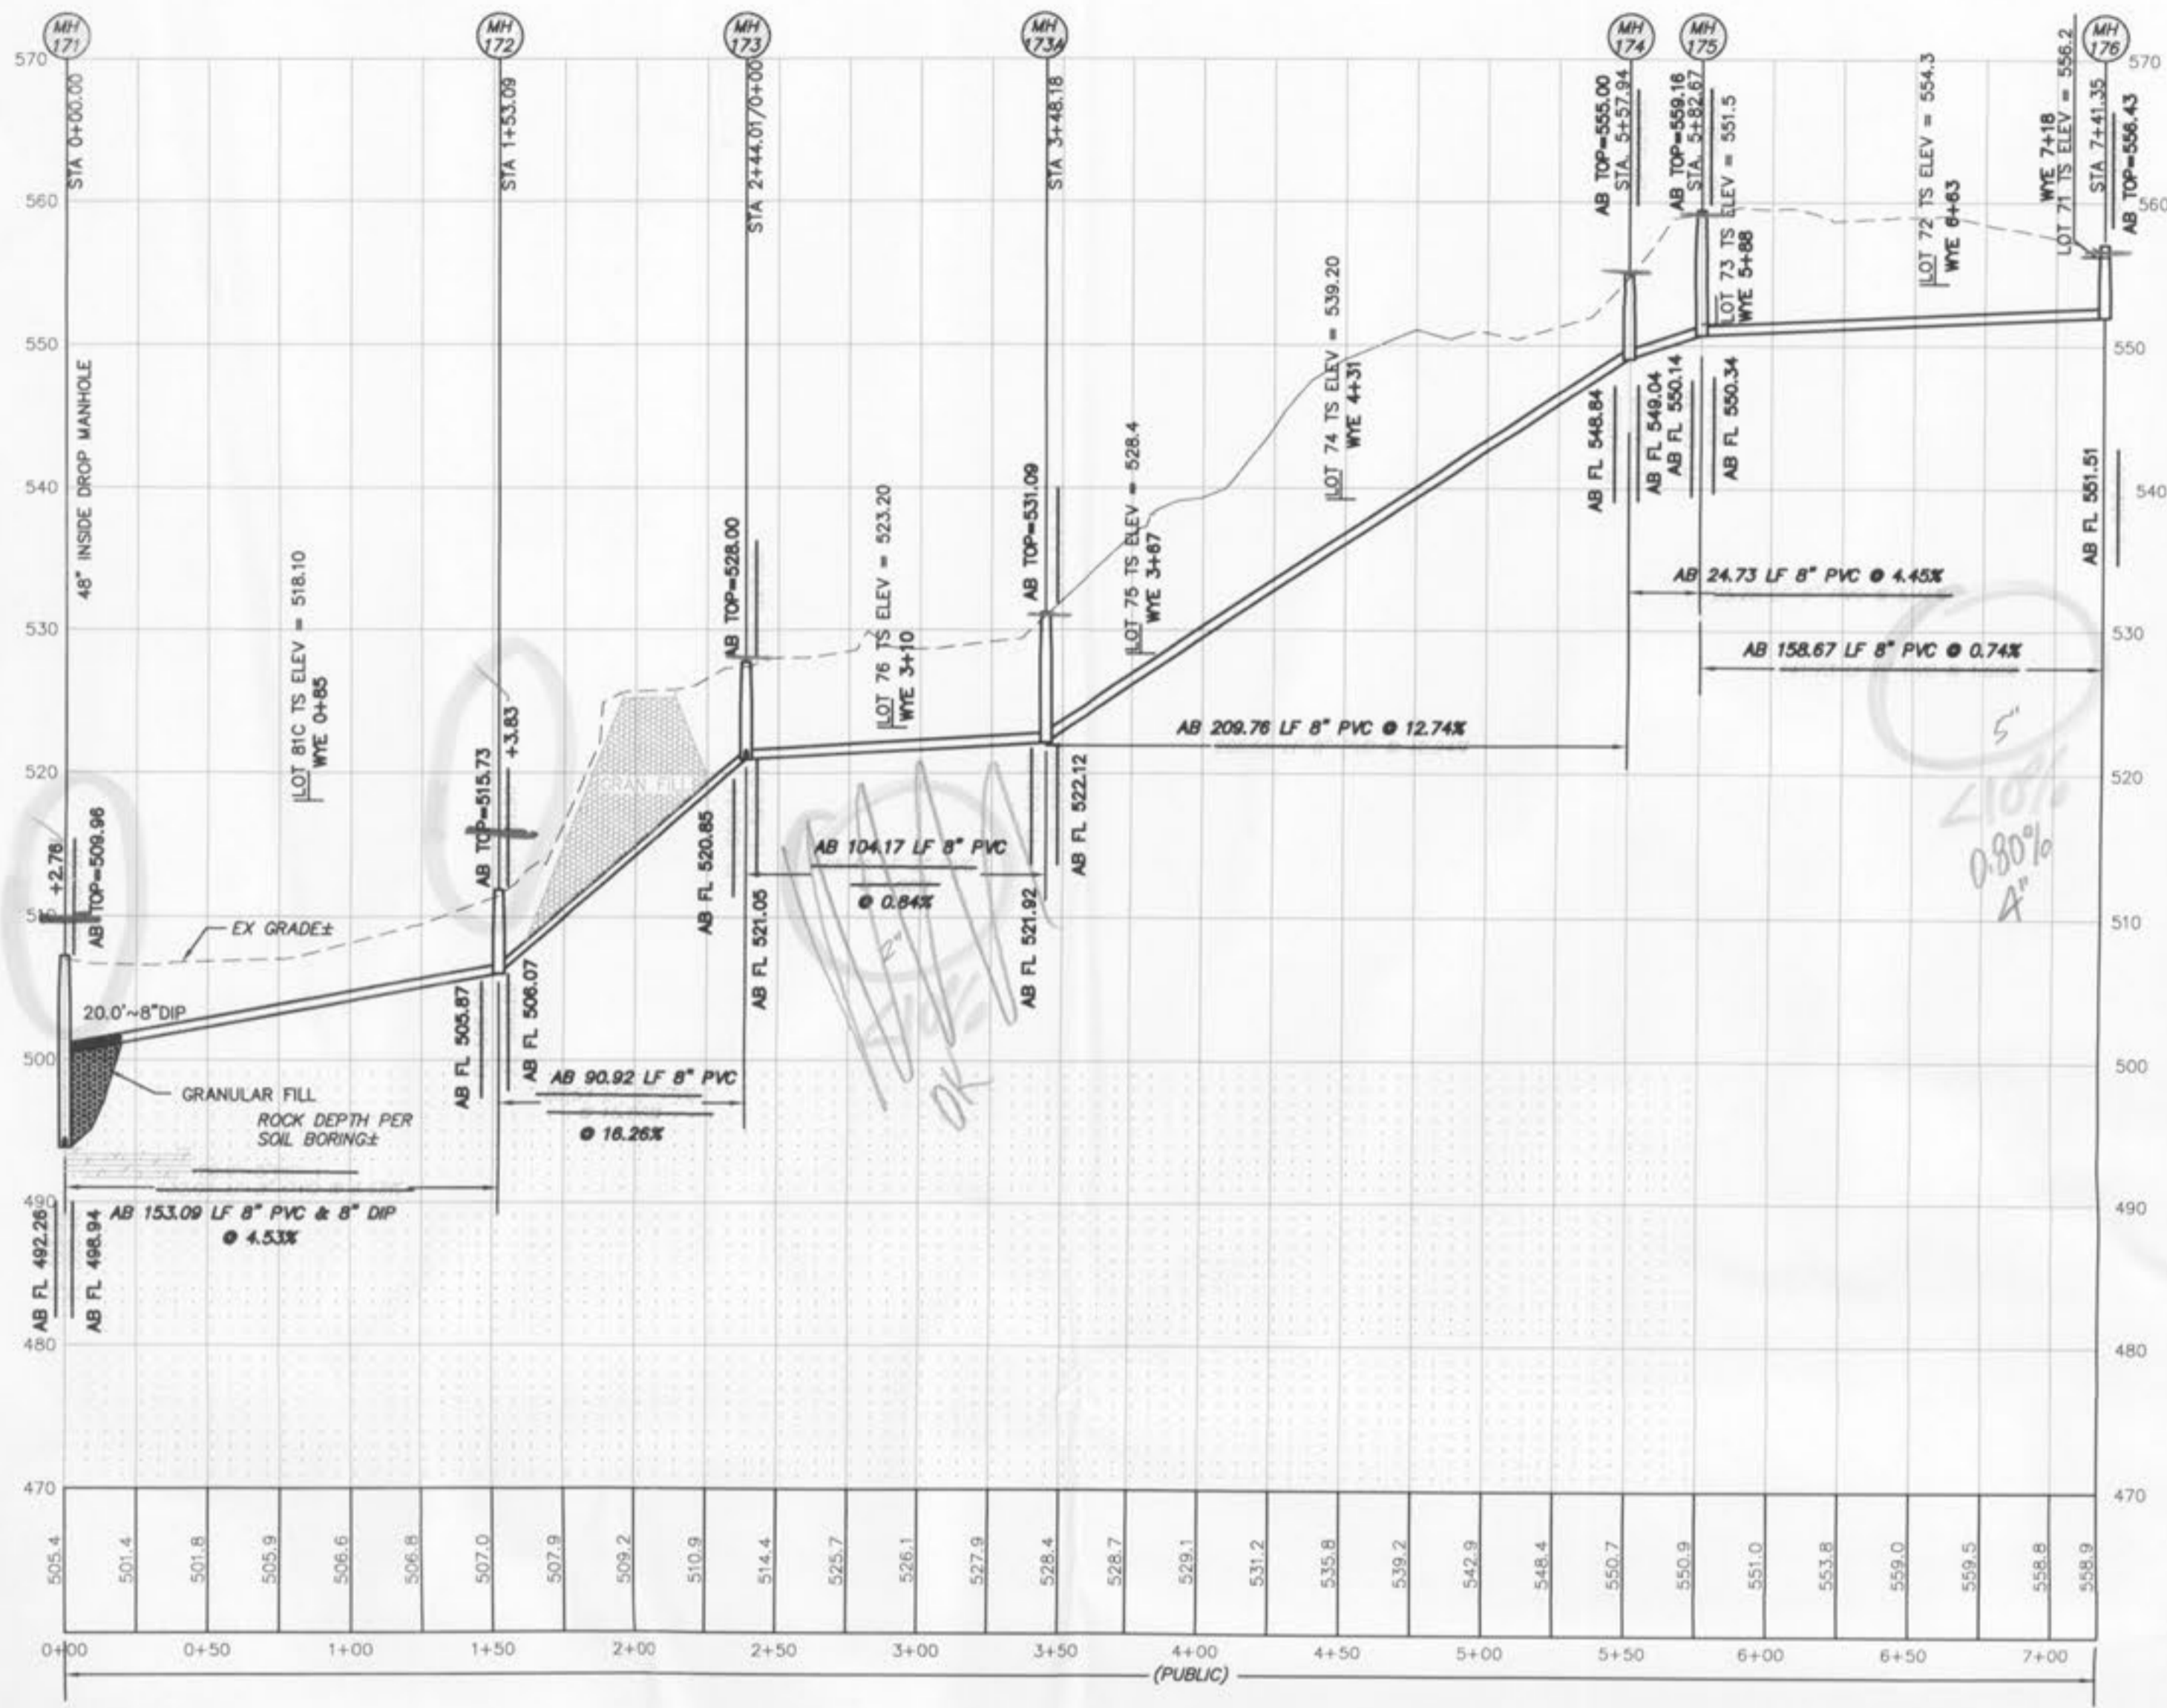 MH
171
MH
172
MH
173
MH
173A
MH
174
MH
175
MH
176
570
560
550
540
530
520
510
500
490
480
470
570
560
550
540
530
520
510
500
490
480
470
STA 0+00.00
48" INSIDE DROP MANHOLE
+2.76
AB TOP=509.96
LOT 81C TS ELEV = 518.10
WYE 0+85
EX GRADE±
20.0'~8"DIP
GRANULAR FILL
ROCK DEPTH PER
SOIL BORING±
AB 153.09 LF 8" PVC & 8" DIP
@ 4.53%
AB FL 492.26
AB FL 498.94
STA 1+53.09
+3.83
AB TOP=515.73
AB FL 505.87
AB FL 506.07
GRAN FILL
AB 90.92 LF 8" PVC
@ 16.26%
STA 2+44.01/0+00
AB TOP=528.00
AB FL 520.85
AB FL 521.05
LOT 76 TS ELEV = 523.20
WYE 3+10
AB 104.17 LF 8" PVC
@ 0.84%
2"
<10%
OK
STA 3+48.18
AB TOP=531.09
AB FL 521.92
AB FL 522.12
LOT 75 TS ELEV = 528.4
WYE 3+67
LOT 74 TS ELEV = 539.20
WYE 4+31
AB 209.76 LF 8" PVC @ 12.74%
AB TOP=555.00
STA. 5+57.94
AB FL 548.84
AB FL 549.04
AB TOP=559.16
STA. 5+82.67
AB FL 550.14
AB FL 550.34
LOT 73 TS ELEV = 551.5
WYE 5+88
AB 24.73 LF 8" PVC @ 4.45%
AB 158.67 LF 8" PVC @ 0.74%
5"
<10%
0.80%
4"
LOT 72 TS ELEV = 554.3
WYE 6+63
WYE 7+18
LOT 71 TS ELEV = 556.2
STA 7+41.35
AB TOP=556.43
AB FL 551.51
505.4
501.4
501.8
505.9
506.6
506.8
507.0
507.9
509.2
510.9
514.4
525.7
526.1
527.9
528.4
528.7
529.1
531.2
535.8
539.2
542.9
548.4
550.7
550.9
551.0
553.8
559.0
559.5
558.8
558.9
0+00
0+50
1+00
1+50
2+00
2+50
3+00
3+50
4+00
4+50
5+00
5+50
6+00
6+50
7+00
(PUBLIC)